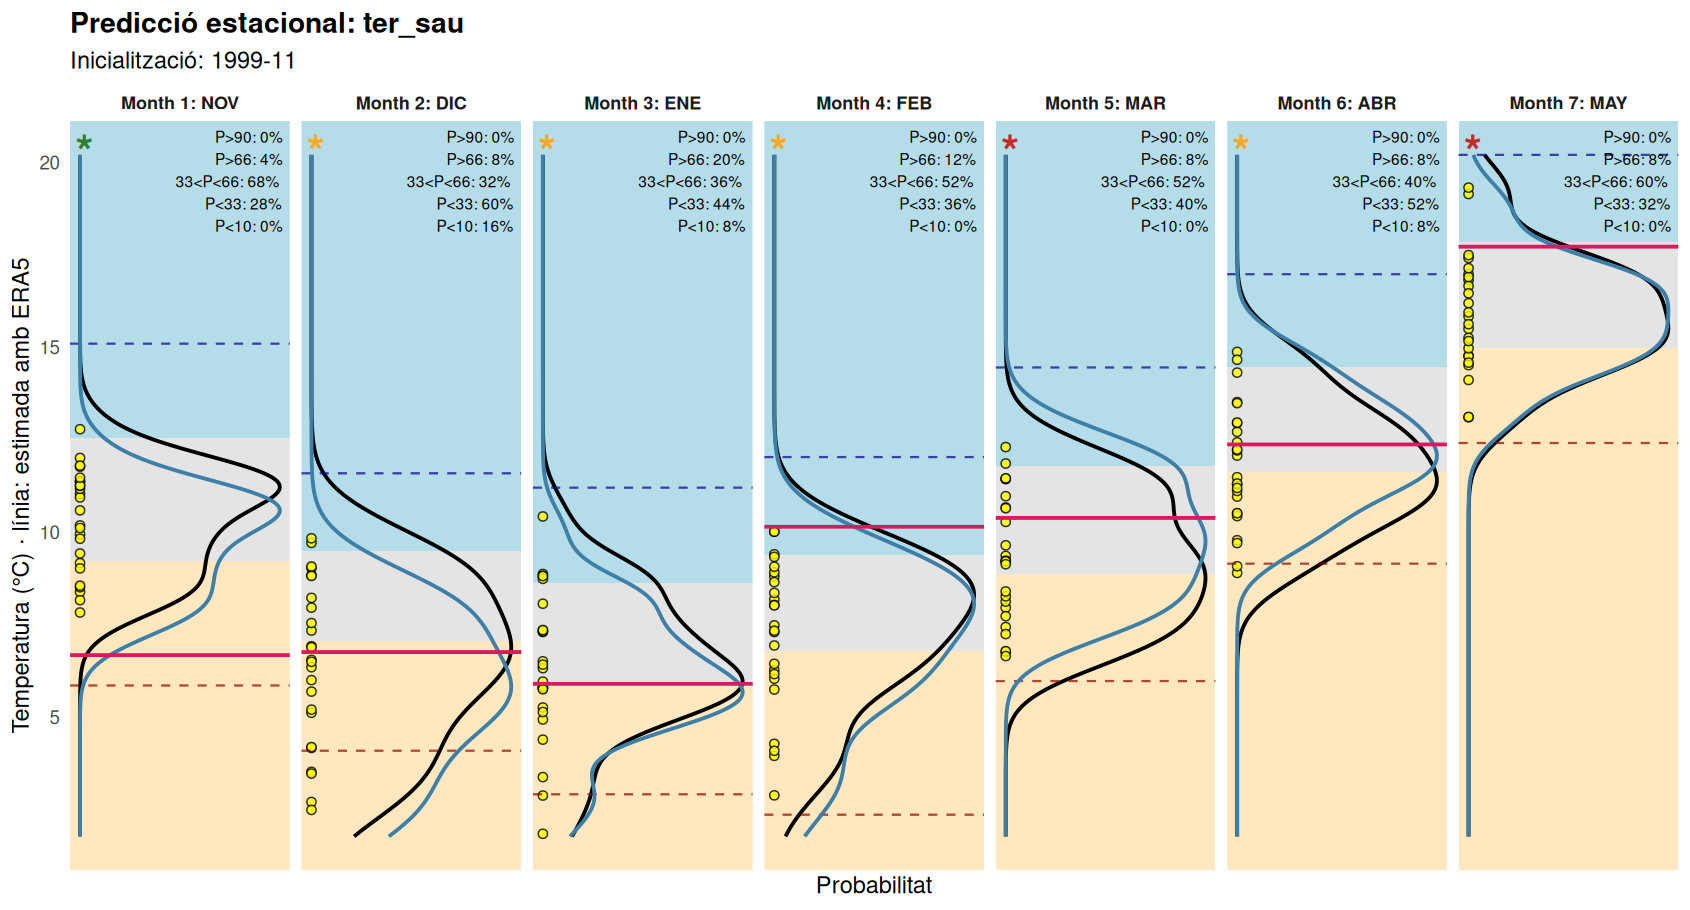 Predicció estacional: ter_sau
Inicialització: 1999-11
Month 1: NOV
Month 2: DIC
Month 3: ENE
Month 4: FEB
Month 5: MAR
Month 6: ABR
Month 7: MAY
*
P>90: 0%
P>66: 4%
33<P<66: 68%
P<33: 28%
P<10: 0%
*
P>90: 0%
P>66: 8%
33<P<66: 32%
P<33: 60%
P<10: 16%
*
P>90: 0%
P>66: 20%
33<P<66: 36%
P<33: 44%
P<10: 8%
*
P>90: 0%
P>66: 12%
33<P<66: 52%
P<33: 36%
P<10: 0%
*
P>90: 0%
P>66: 8%
33<P<66: 52%
P<33: 40%
P<10: 0%
*
P>90: 0%
P>66: 8%
33<P<66: 40%
P<33: 52%
P<10: 8%
*
P>90: 0%
P>66: 8%
33<P<66: 60%
P<33: 32%
P<10: 0%
20
15
10
5
Temperatura (°C) · línia: estimada amb ERA5
Probabilitat